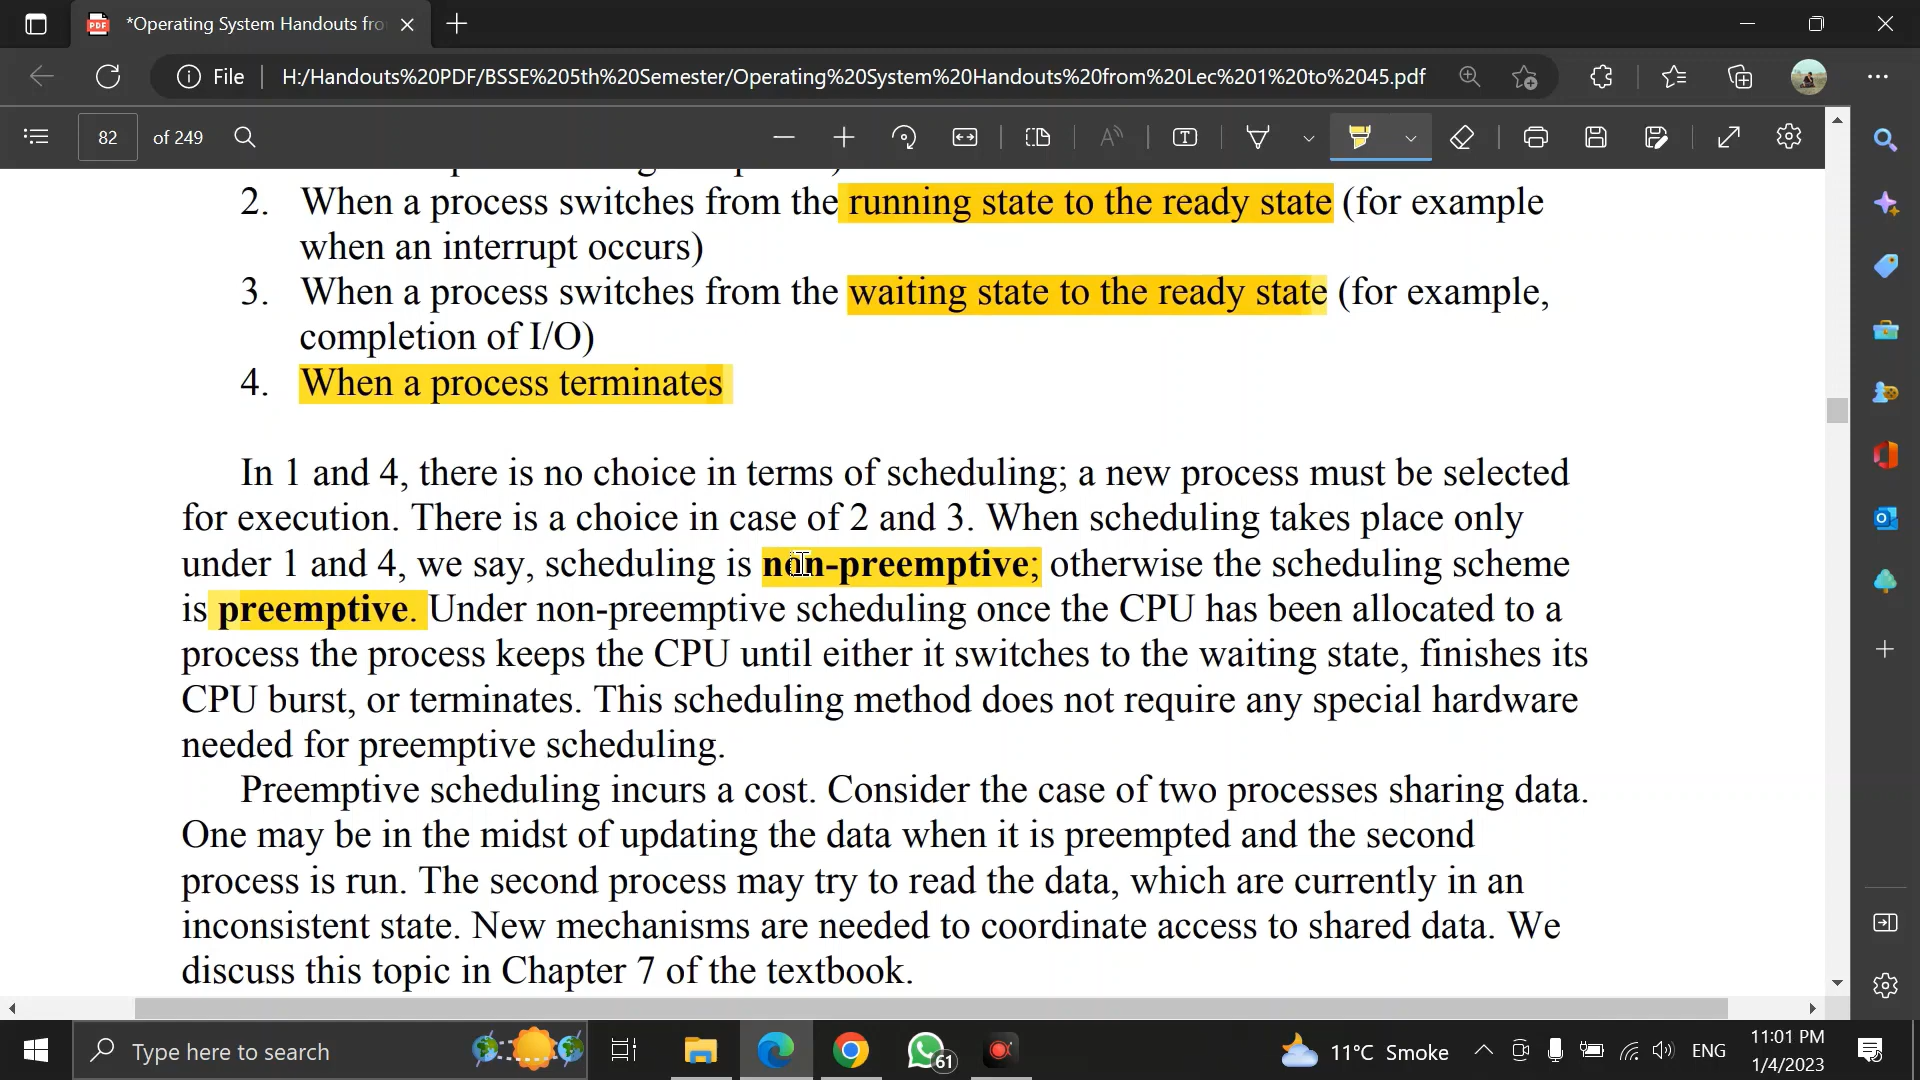 *Operating System Handouts fro
File
H:/Handouts%20PDF/BSSE%205th%20Semester/Operating%20System%20Handouts%20from%20Lec%201%20to%2045.pdf
82 of 249
2. When a process switches from the running state to the ready state (for example
when an interrupt occurs)
3. When a process switches from the waiting state to the ready state (for example,
completion of I/O)
4. When a process terminates
In 1 and 4, there is no choice in terms of scheduling; a new process must be selected
for execution. There is a choice in case of 2 and 3. When scheduling takes place only
under 1 and 4, we say, scheduling is non-preemptive; otherwise the scheduling scheme
is preemptive. Under non-preemptive scheduling once the CPU has been allocated to a
process the process keeps the CPU until either it switches to the waiting state, finishes its
CPU burst, or terminates. This scheduling method does not require any special hardware
needed for preemptive scheduling.
Preemptive scheduling incurs a cost. Consider the case of two processes sharing data.
One may be in the midst of updating the data when it is preempted and the second
process is run. The second process may try to read the data, which are currently in an
inconsistent state. New mechanisms are needed to coordinate access to shared data. We
discuss this topic in Chapter 7 of the textbook.
Type here to search
61
11°C Smoke
ENG
11:01 PM
1/4/2023